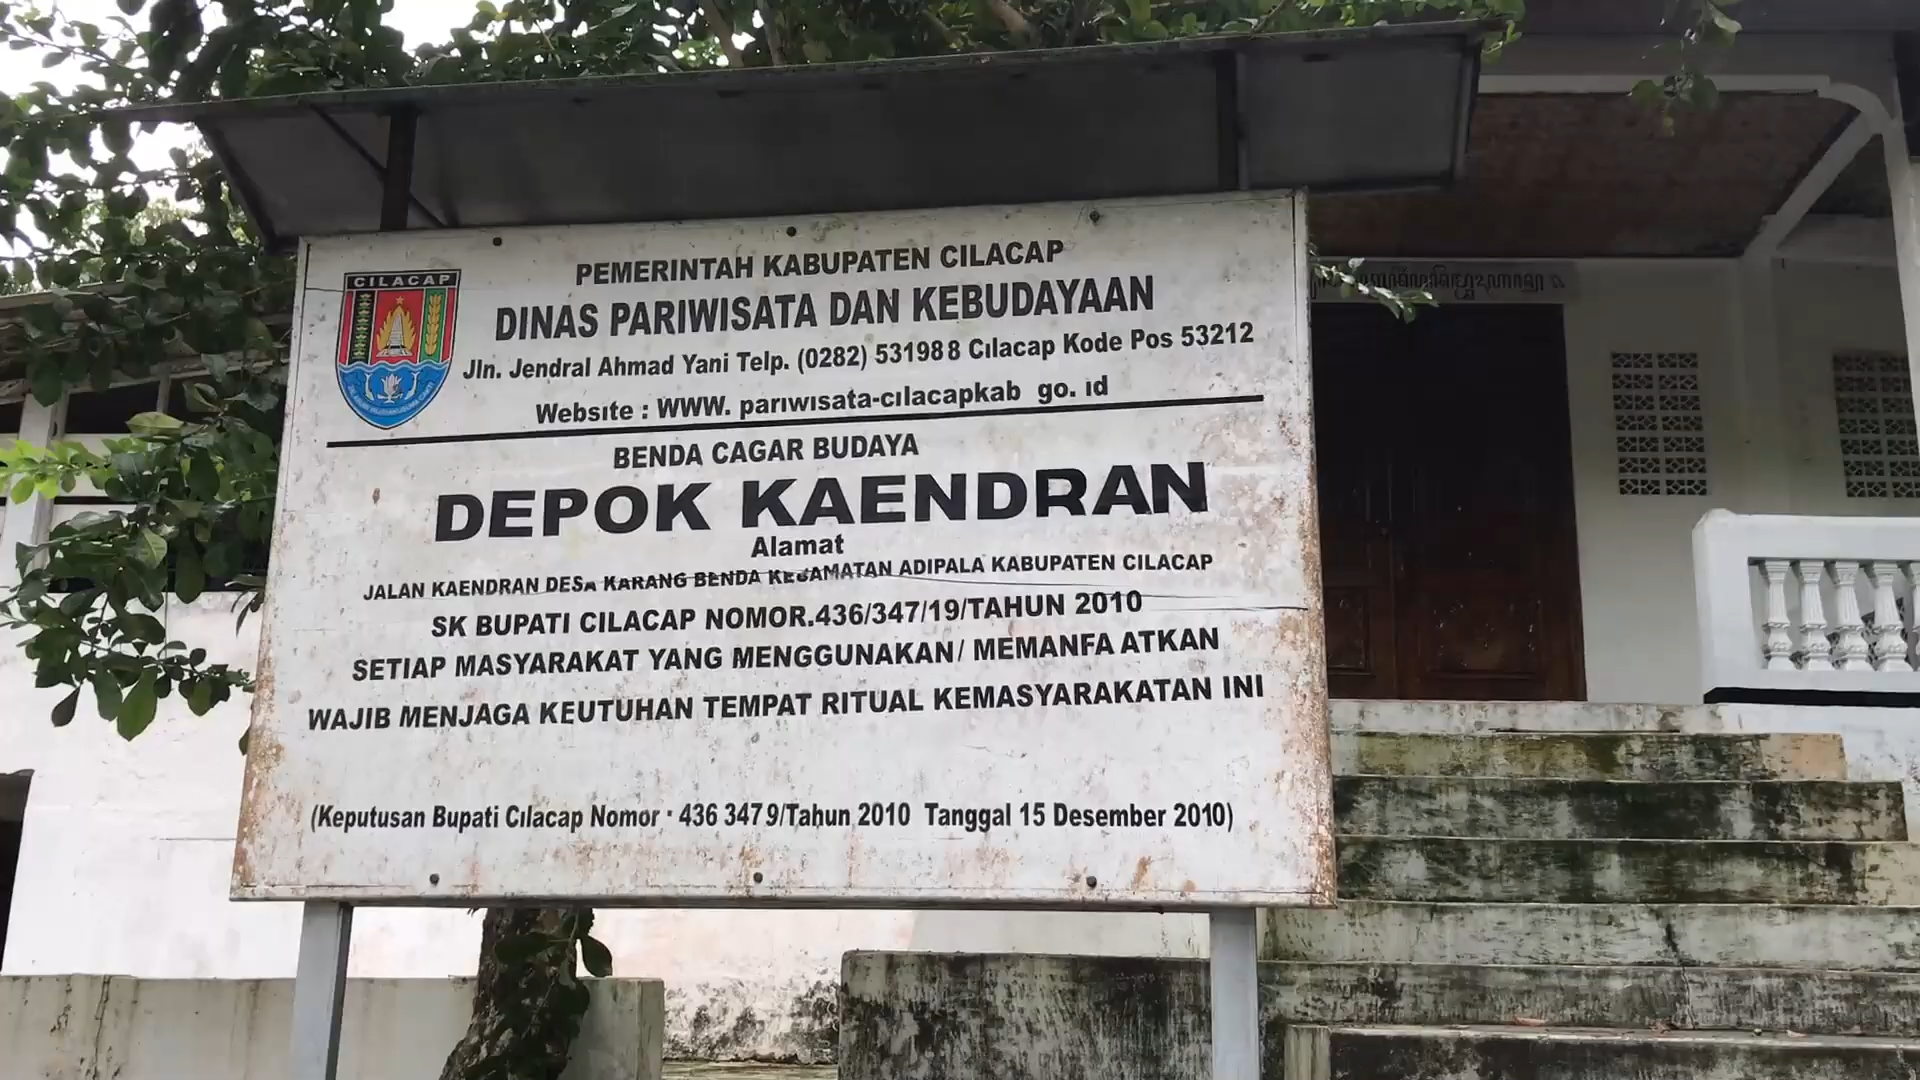 CILACAP
PEMERINTAH KABUPATEN CILACAP
DINAS PARIWISATA DAN KEBUDAYAAN
Jln. Jendral Ahmad Yani Telp. (0282) 531988 Cilacap Kode Pos 53212
Website : WWW. pariwisata-cilacapkab go. id
BENDA CAGAR BUDAYA
DEPOK KAENDRAN
Alamat
JALAN KAENDRAN DESA KARANG BENDA KECAMATAN ADIPALA KABUPATEN CILACAP
SK BUPATI CILACAP NOMOR.436/347/19/TAHUN 2010
SETIAP MASYARAKAT YANG MENGGUNAKAN/ MEMANFAATKAN
WAJIB MENJAGA KEUTUHAN TEMPAT RITUAL KEMASYARAKATAN INI
(Keputusan Bupati Cilacap Nomor : 436 347 9/Tahun 2010 Tanggal 15 Desember 2010)